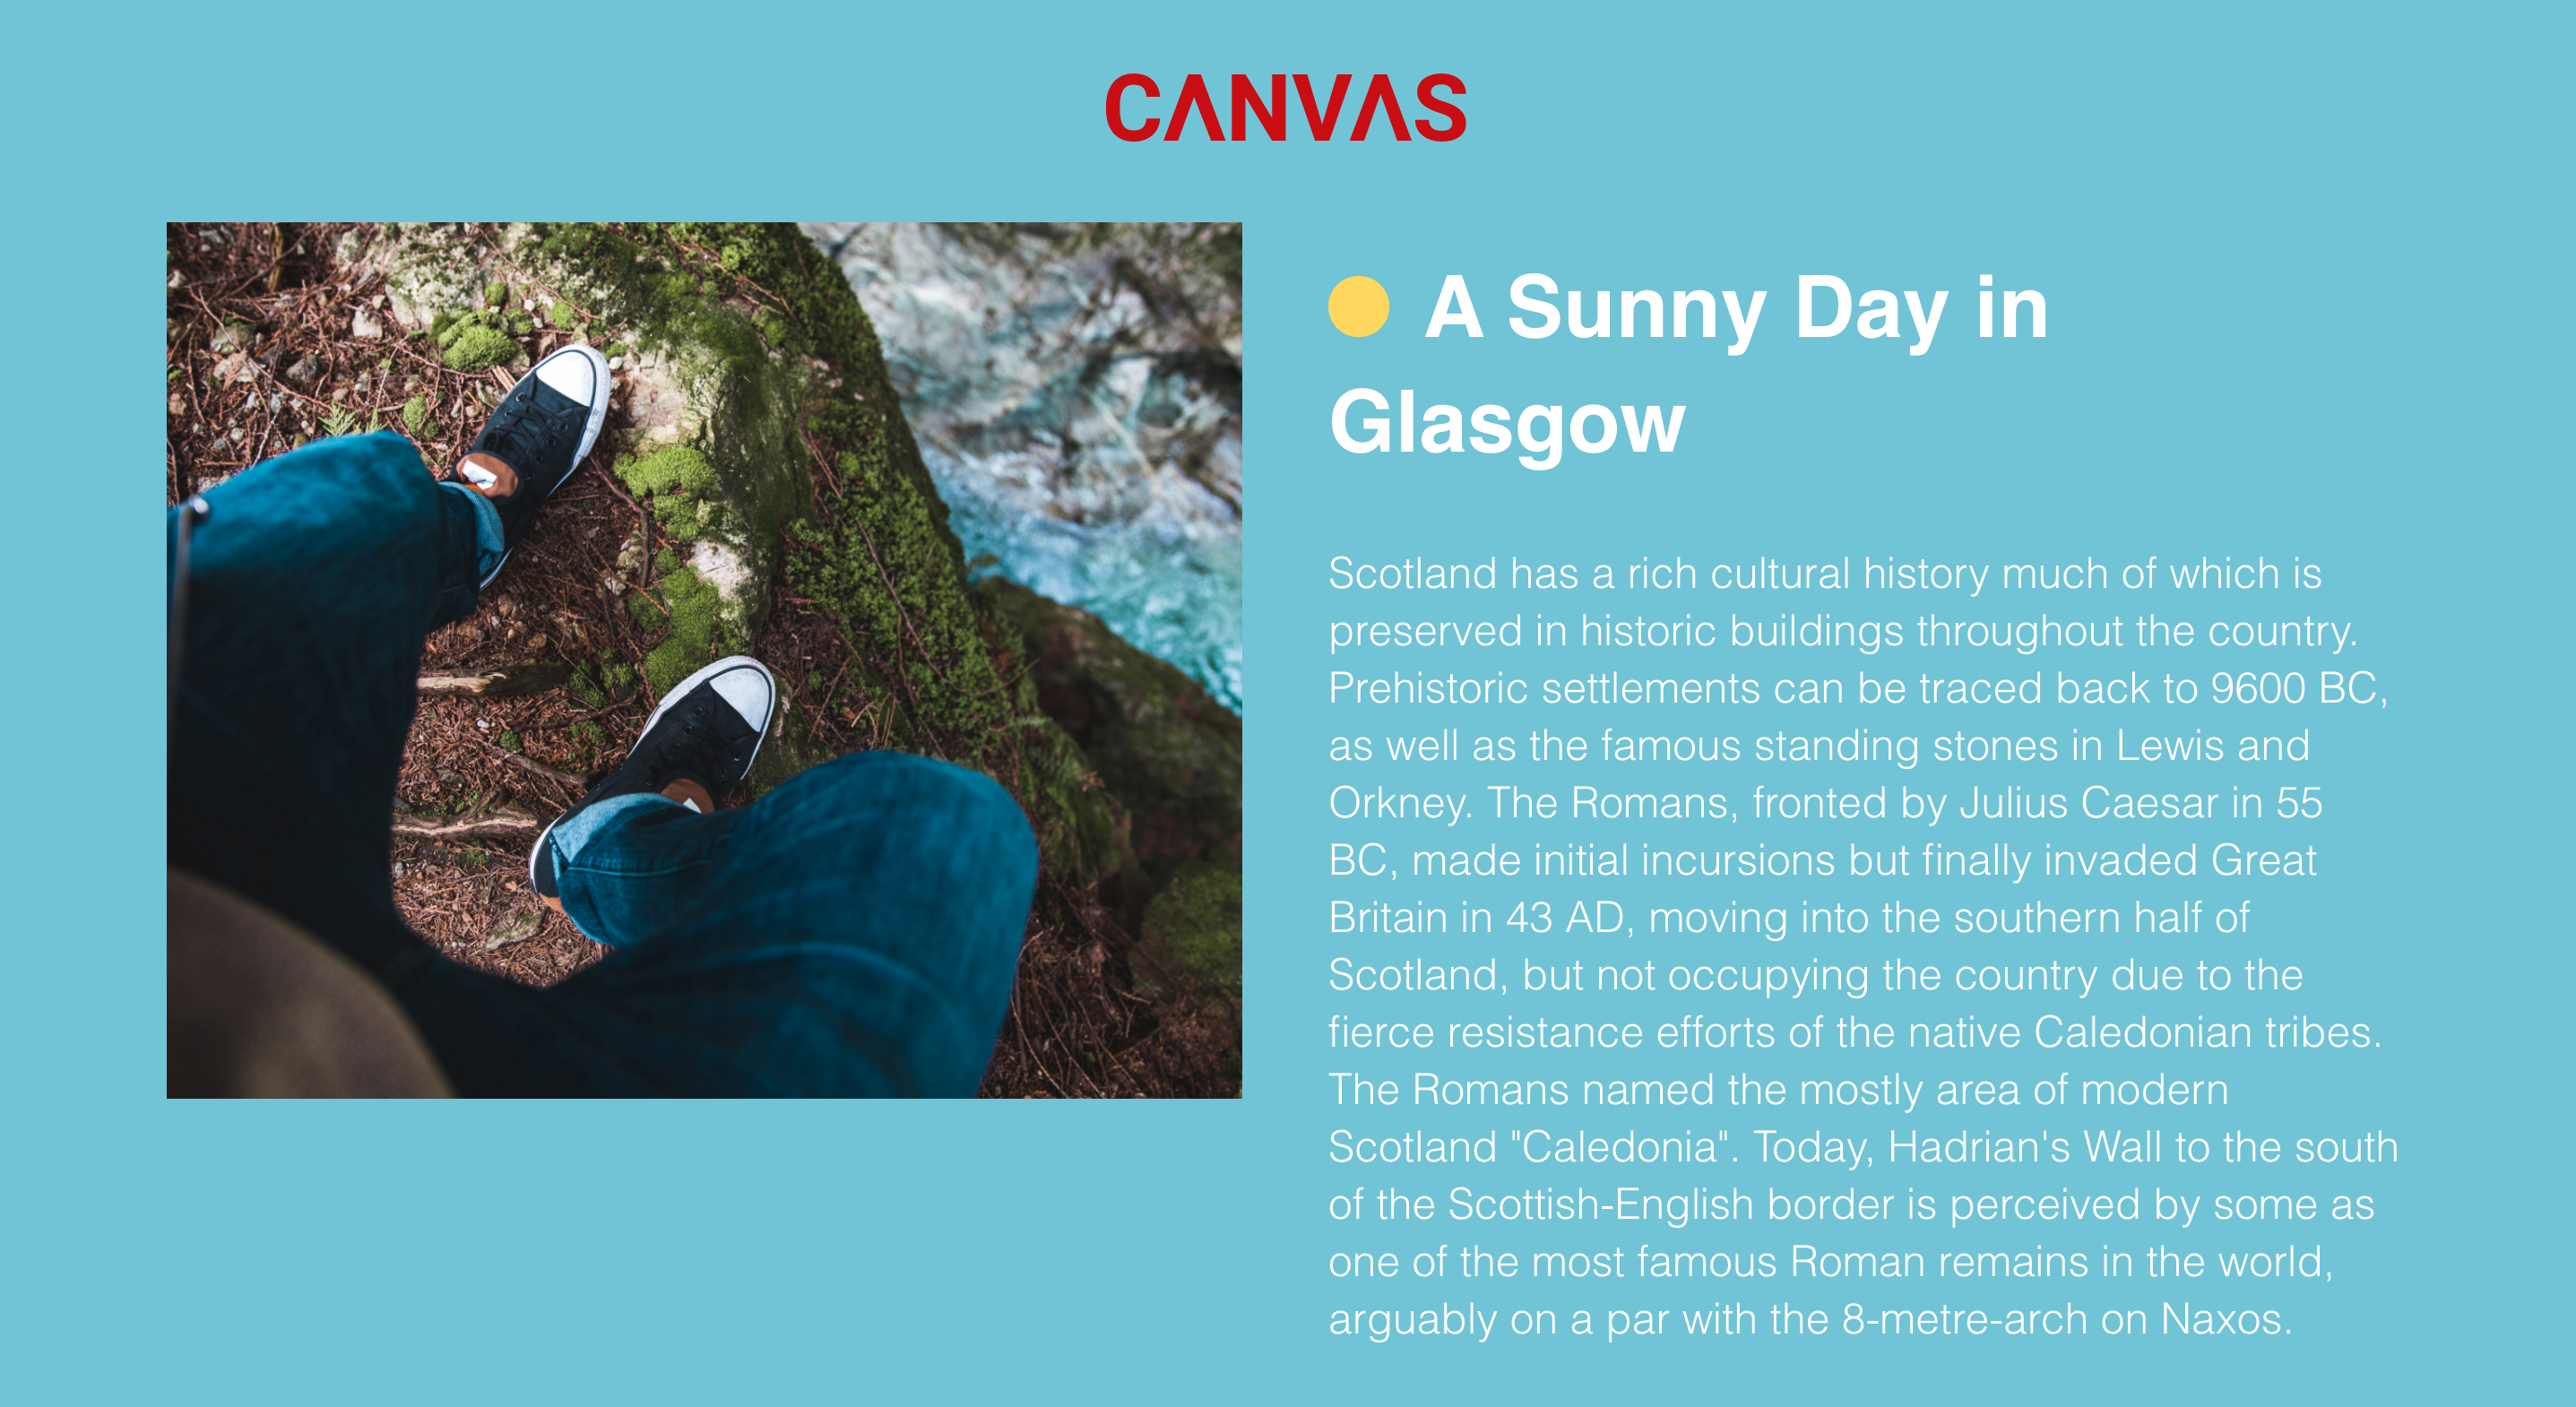 CANVAS
A Sunny Day in
Glasgow
Scotland has a rich cultural history much of which is
preserved in historic buildings throughout the country.
Prehistoric settlements can be traced back to 9600 BC,
as well as the famous standing stones in Lewis and
Orkney. The Romans, fronted by Julius Caesar in 55
BC, made initial incursions but finally invaded Great
Britain in 43 AD, moving into the southern half of
Scotland, but not occupying the country due to the
fierce resistance efforts of the native Caledonian tribes.
The Romans named the mostly area of modern
Scotland "Caledonia". Today, Hadrian's Wall to the south
of the Scottish-English border is perceived by some as
one of the most famous Roman remains in the world,
arguably on a par with the 8-metre-arch on Naxos.